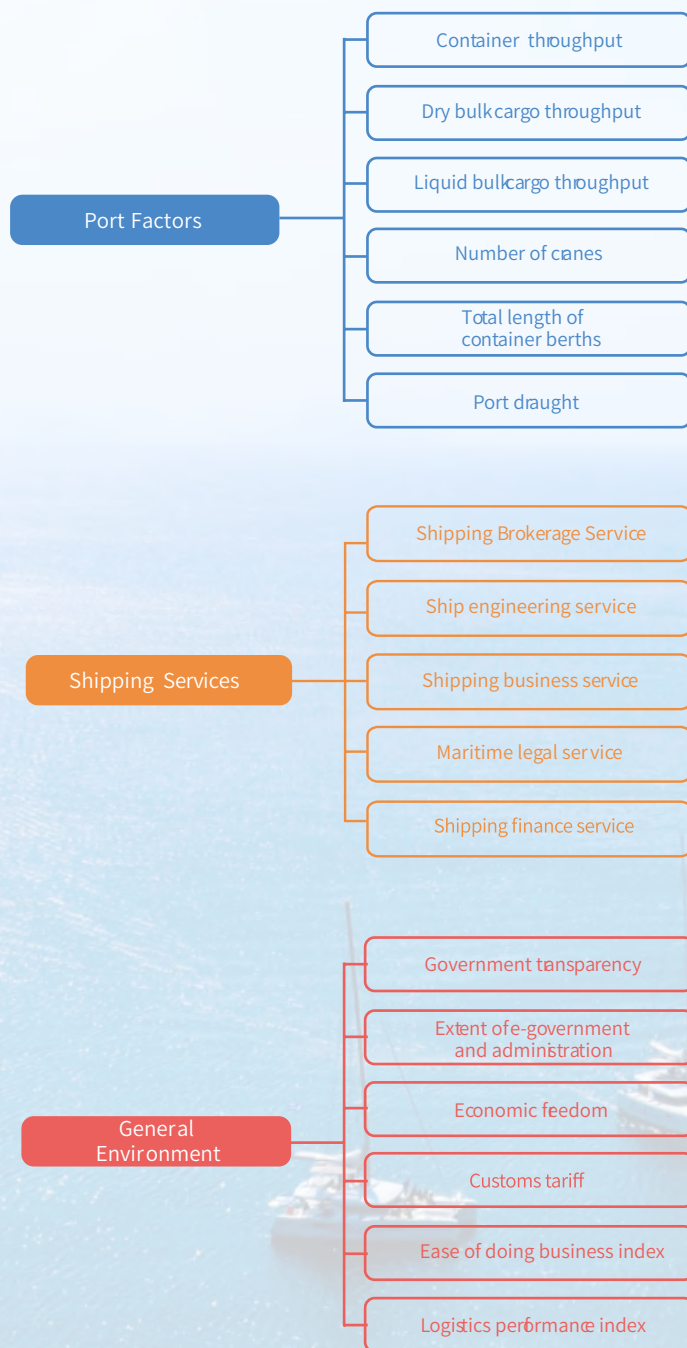 Port Factors
Container throughput
Dry bulk cargo throughput
Liquid bulk cargo throughput
Number of cranes
Total length of
container berths
Port draught
Shipping Services
Shipping Brokerage Service
Ship engineering service
Shipping business service
Maritime legal service
Shipping finance service
General
Environment
Government transparency
Extent of e-government
and administration
Economic freedom
Customs tariff
Ease of doing business index
Logistics performance index